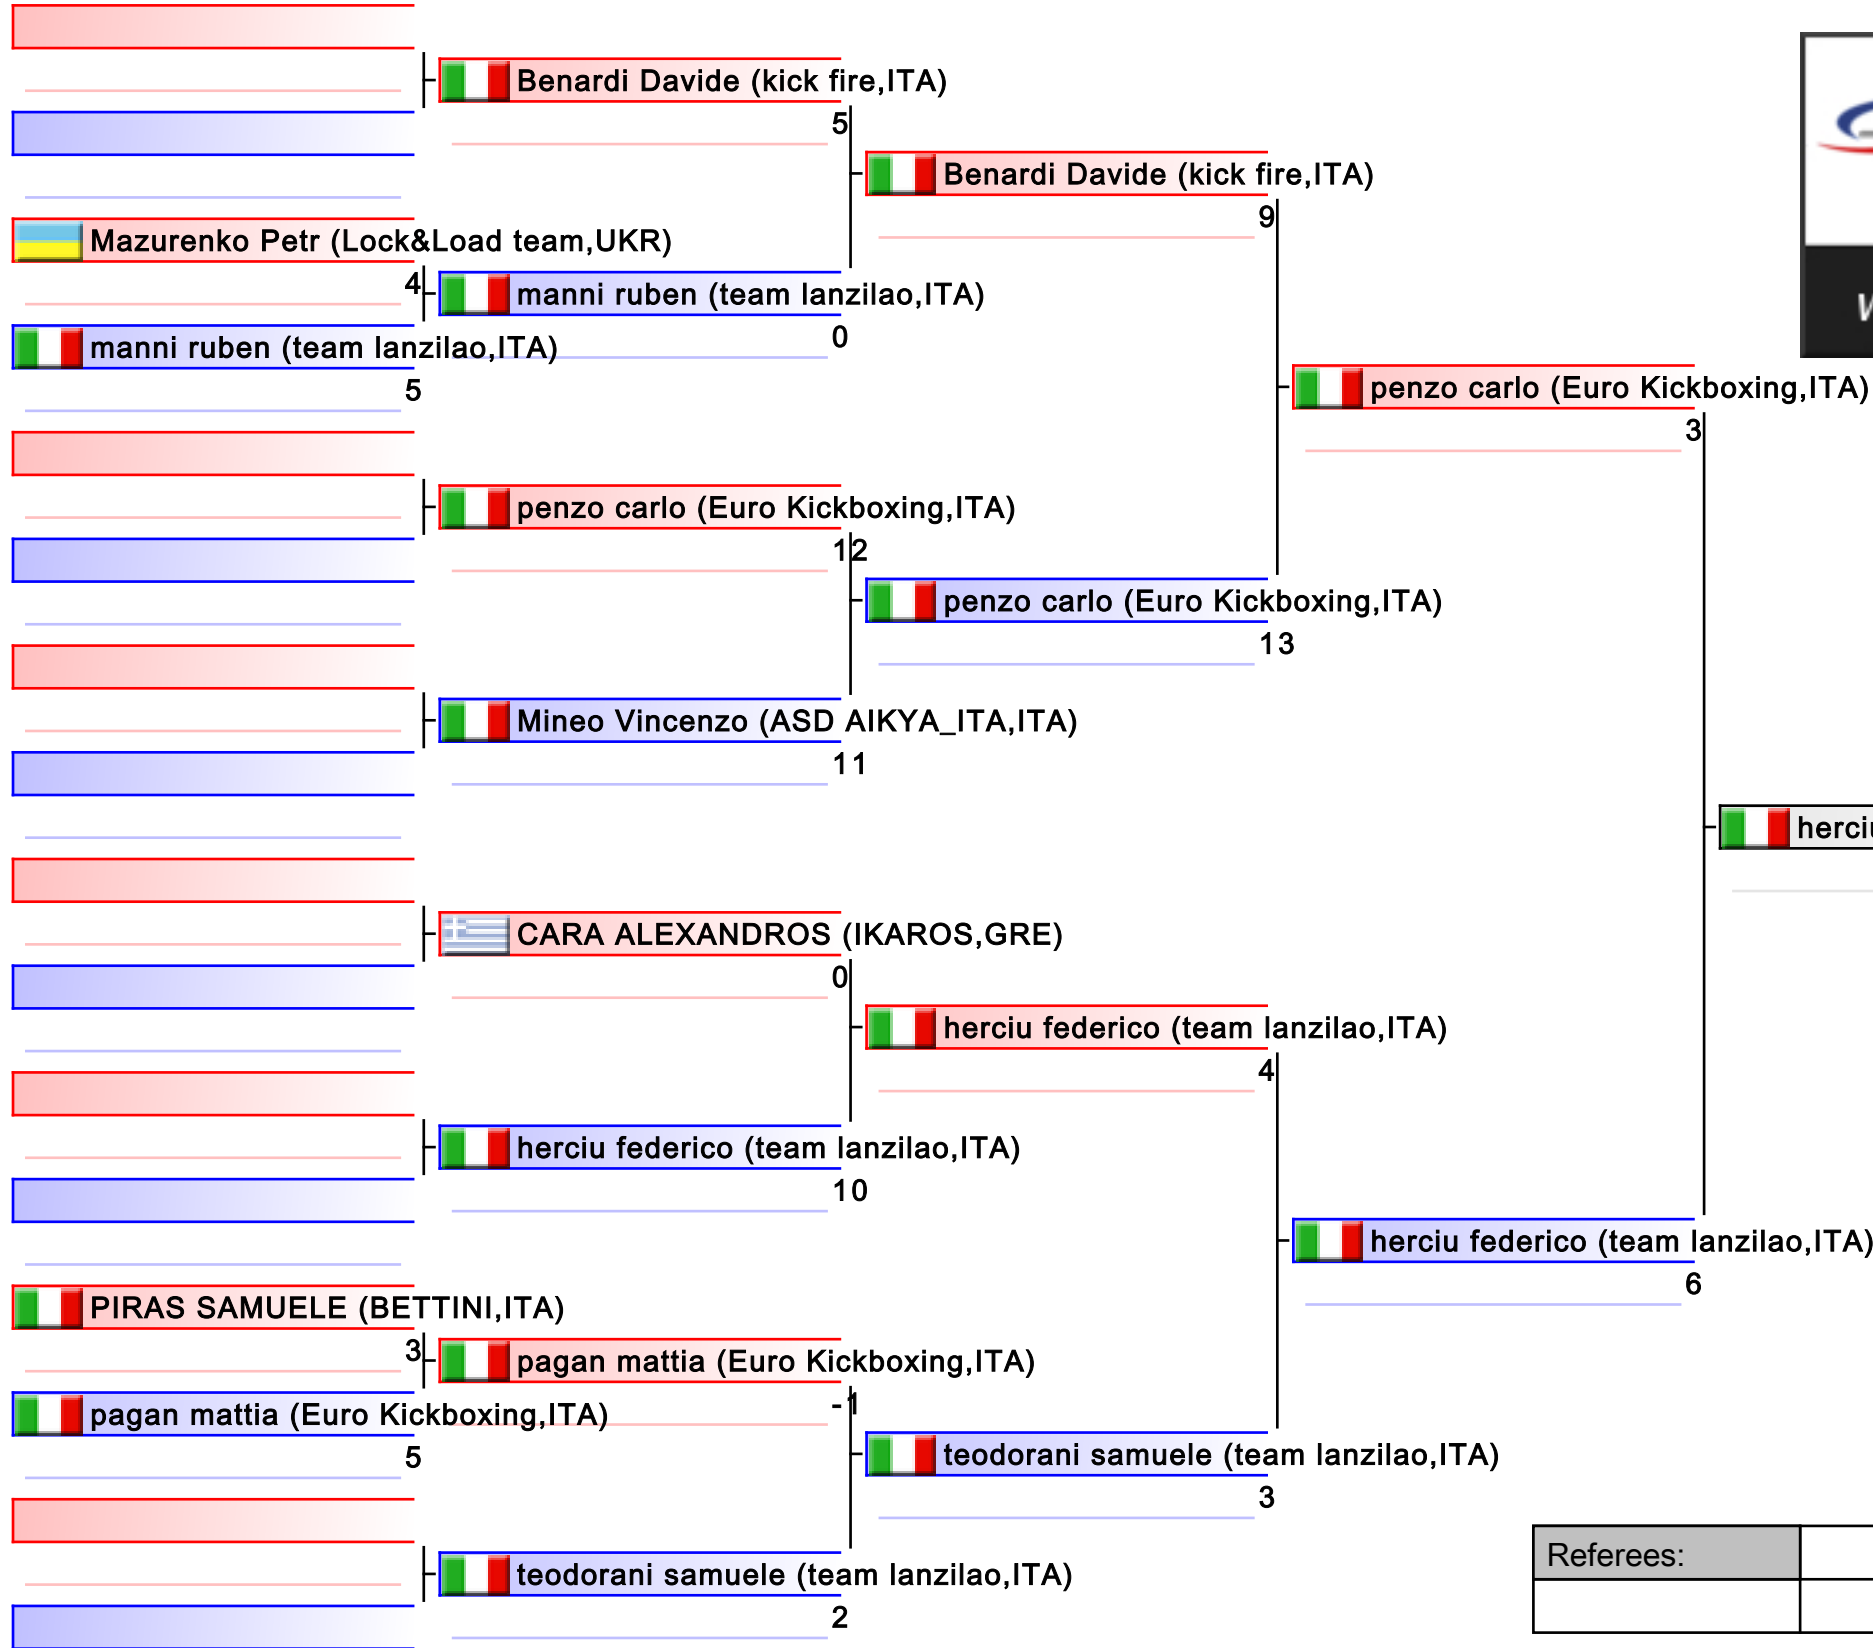 Benardi Davide (kick fire,ITA)
5
Benardi Davide (kick fire,ITA)
9
Mazurenko Petr (Lock&Load team,UKR)
4
manni ruben (team lanzilao,ITA)
0
manni ruben (team lanzilao,ITA)
5
penzo carlo (Euro Kickboxing,ITA)
3
penzo carlo (Euro Kickboxing,ITA)
12
penzo carlo (Euro Kickboxing,ITA)
13
Mineo Vincenzo (ASD AIKYA_ITA,ITA)
11
herciu
CARA ALEXANDROS (IKAROS,GRE)
0
herciu federico (team lanzilao,ITA)
4
herciu federico (team lanzilao,ITA)
10
herciu federico (team lanzilao,ITA)
6
PIRAS SAMUELE (BETTINI,ITA)
3
pagan mattia (Euro Kickboxing,ITA)
-1
pagan mattia (Euro Kickboxing,ITA)
5
teodorani samuele (team lanzilao,ITA)
3
teodorani samuele (team lanzilao,ITA)
2
Referees: